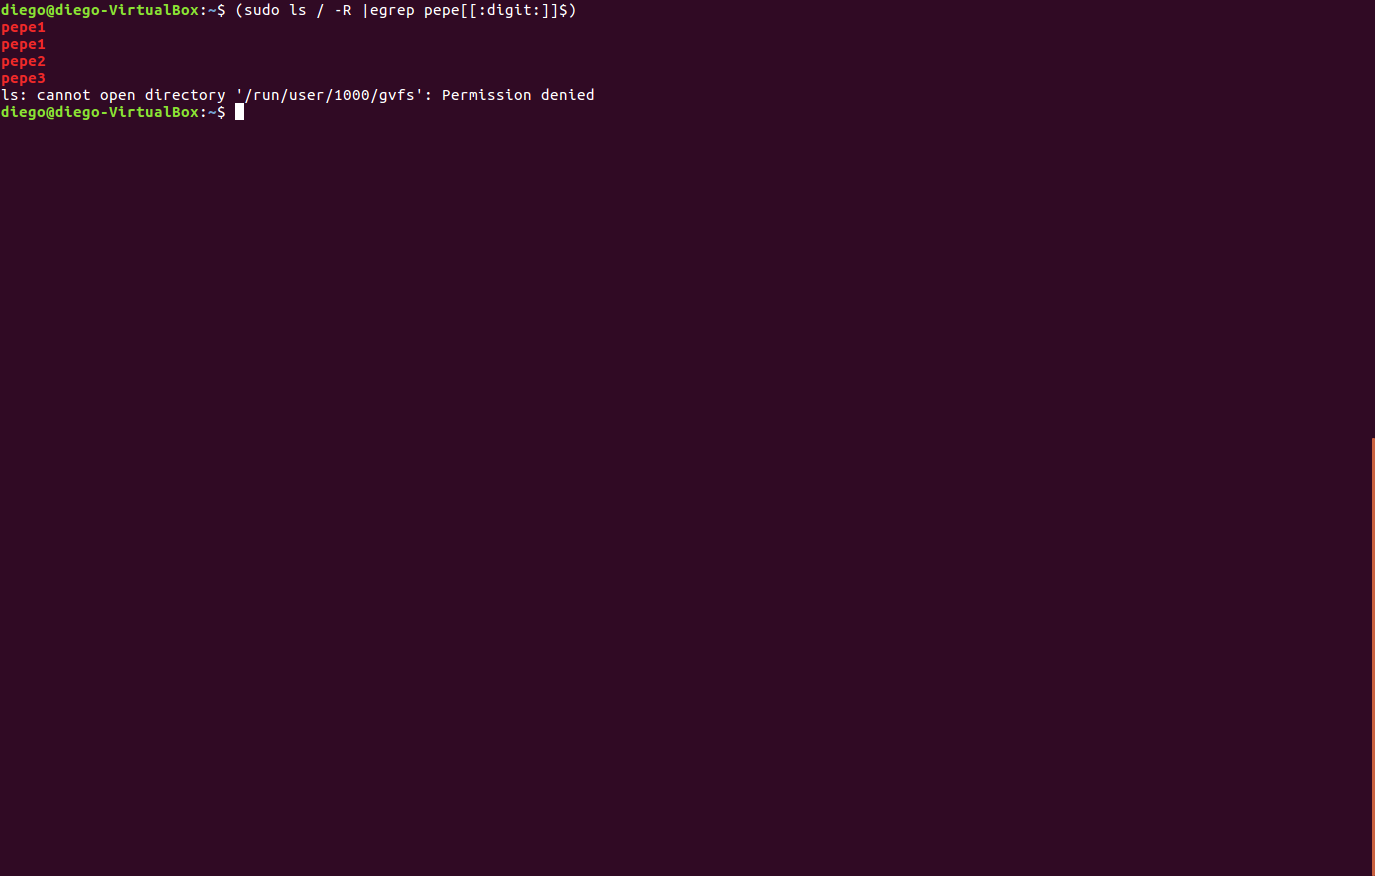 diego@diego-VirtualBox:~$ (sudo ls / -R |egrep pepe[[:digit:]]$)
pepe1
pepe1
pepe2
pepe3
ls: cannot open directory '/run/user/1000/gvfs': Permission denied
diego@diego-VirtualBox:~$